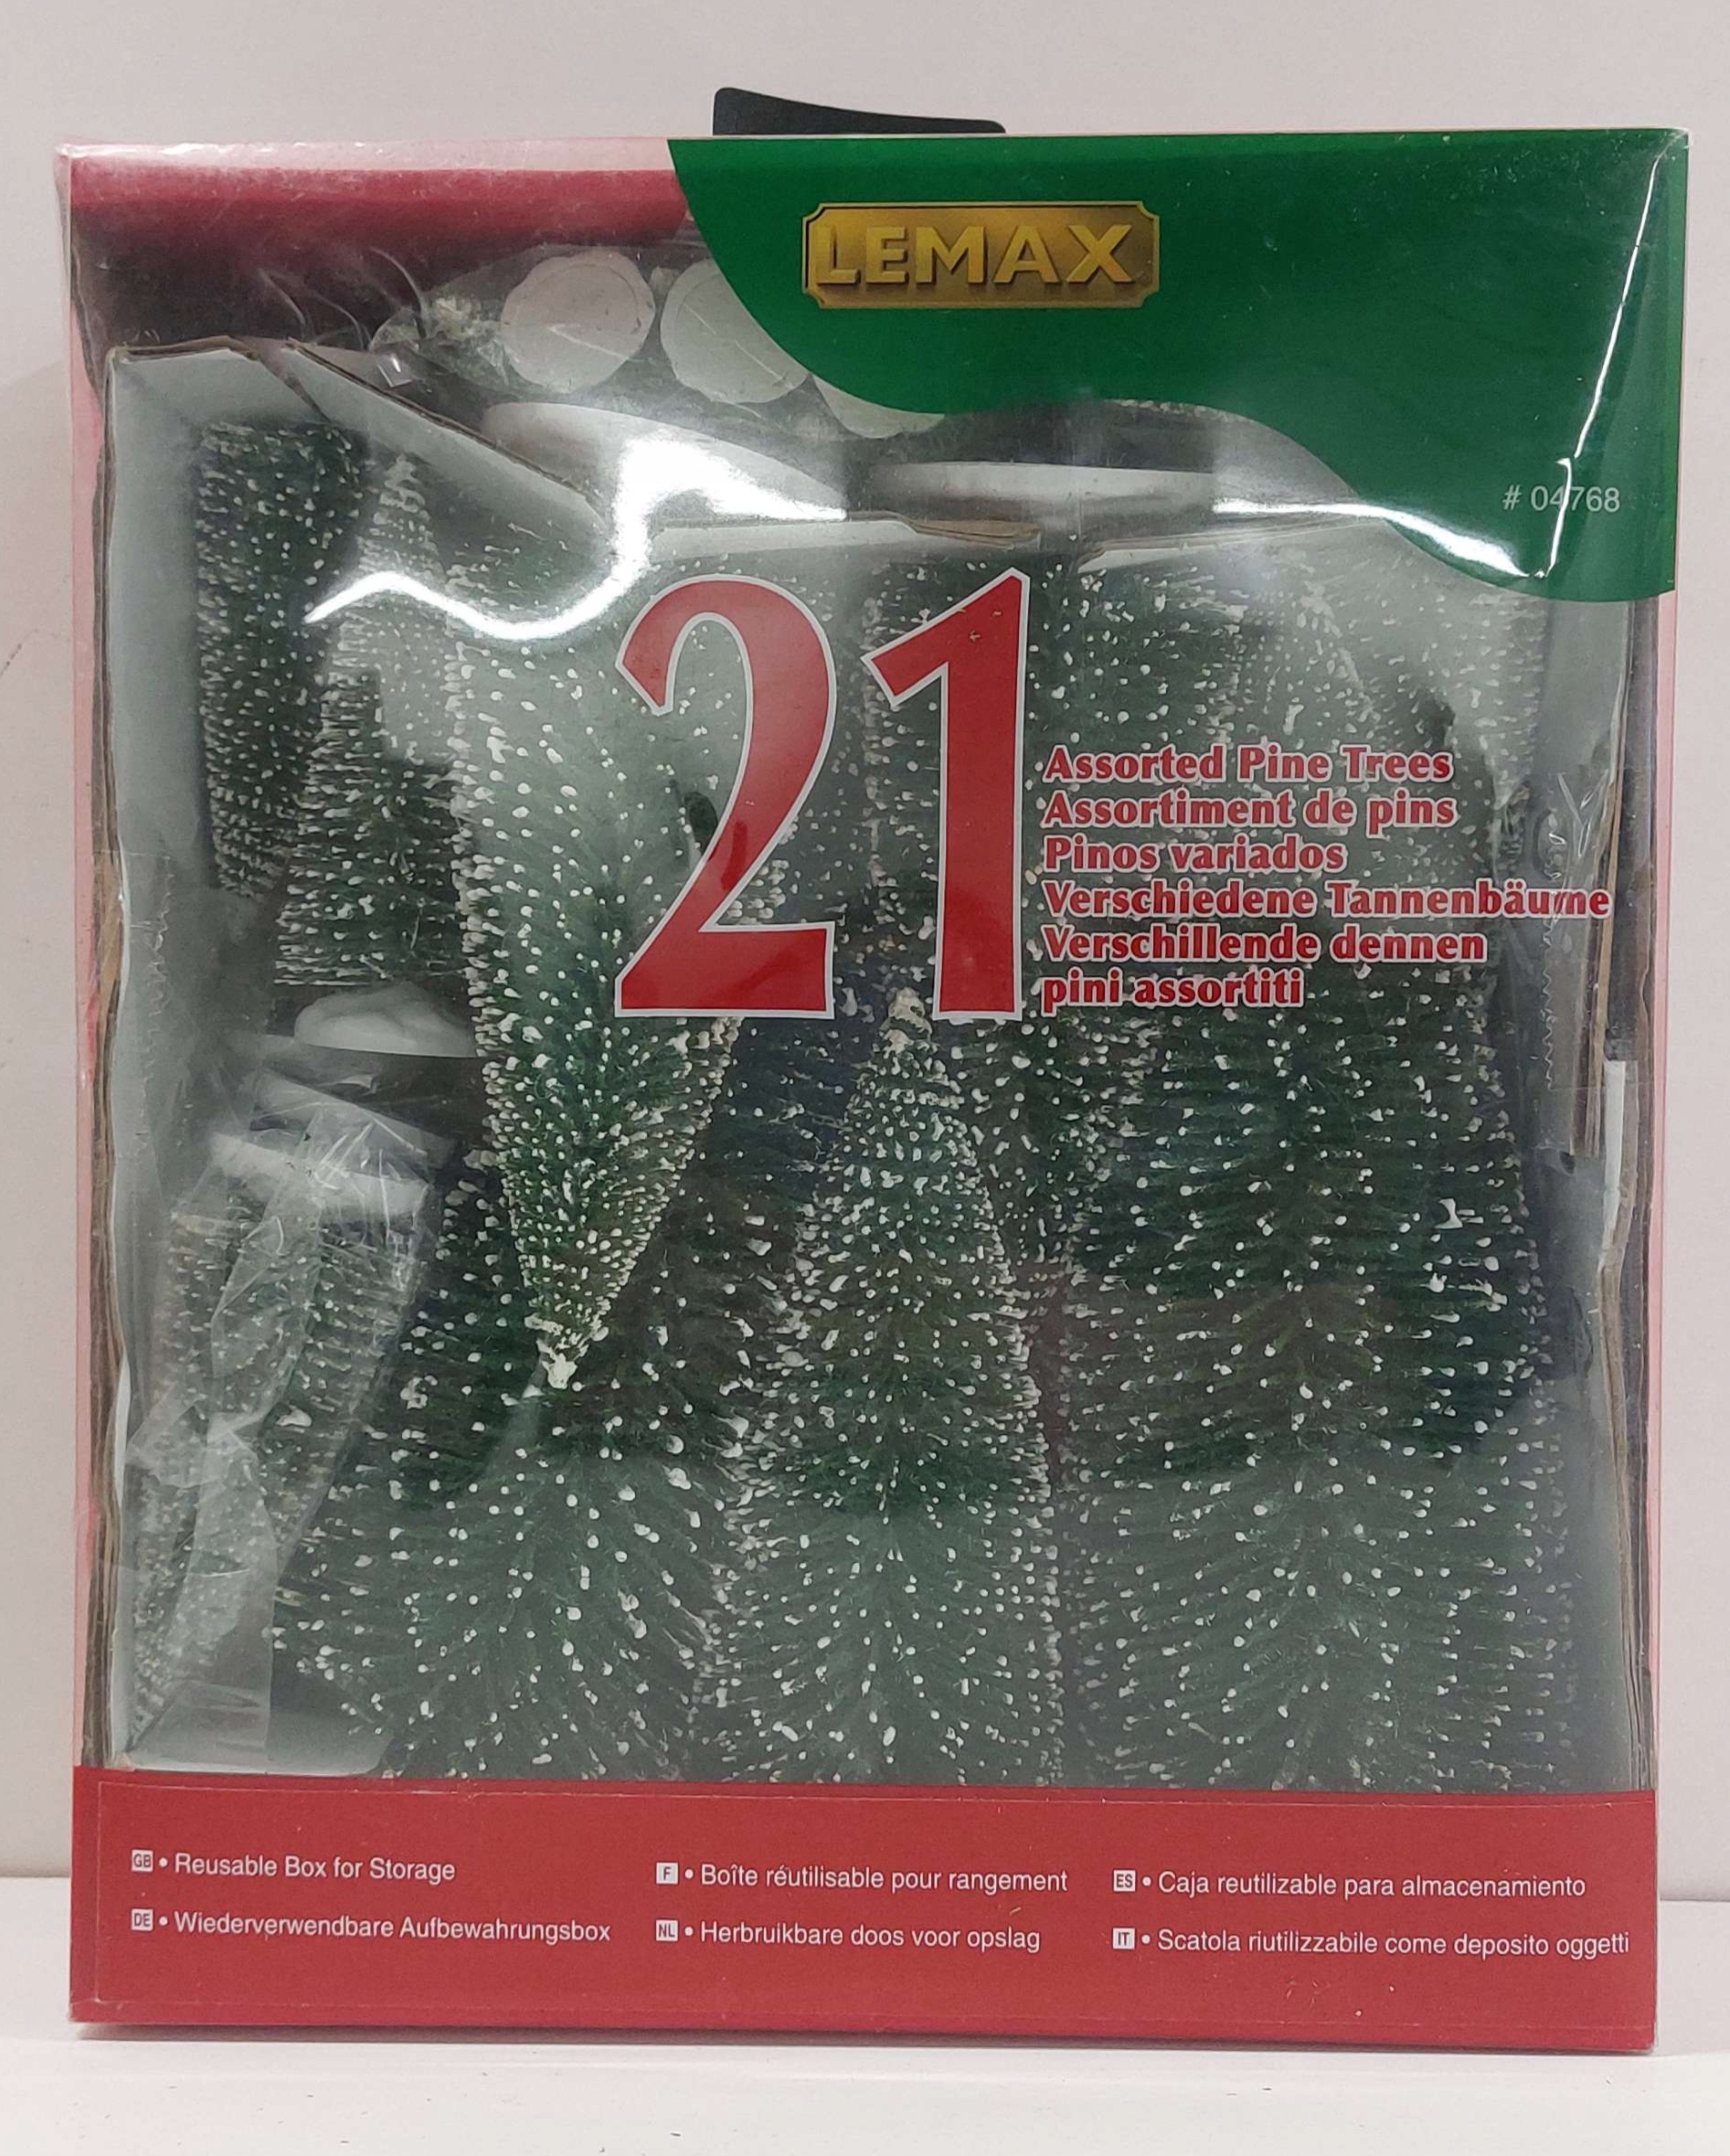 LEMAX
# 04768
21
Assorted Pine Trees
Assortiment de pins
Pinos variados
Verschiedene Tannenbäume
Verschillende dennen
pini assortiti
GB • Reusable Box for Storage
DE • Wiederverwendbare Aufbewahrungsbox
F • Boîte réutilisable pour rangement
NL • Herbruikbare doos voor opslag
ES • Caja reutilizable para almacenamiento
IT • Scatola riutilizzabile come deposito oggetti